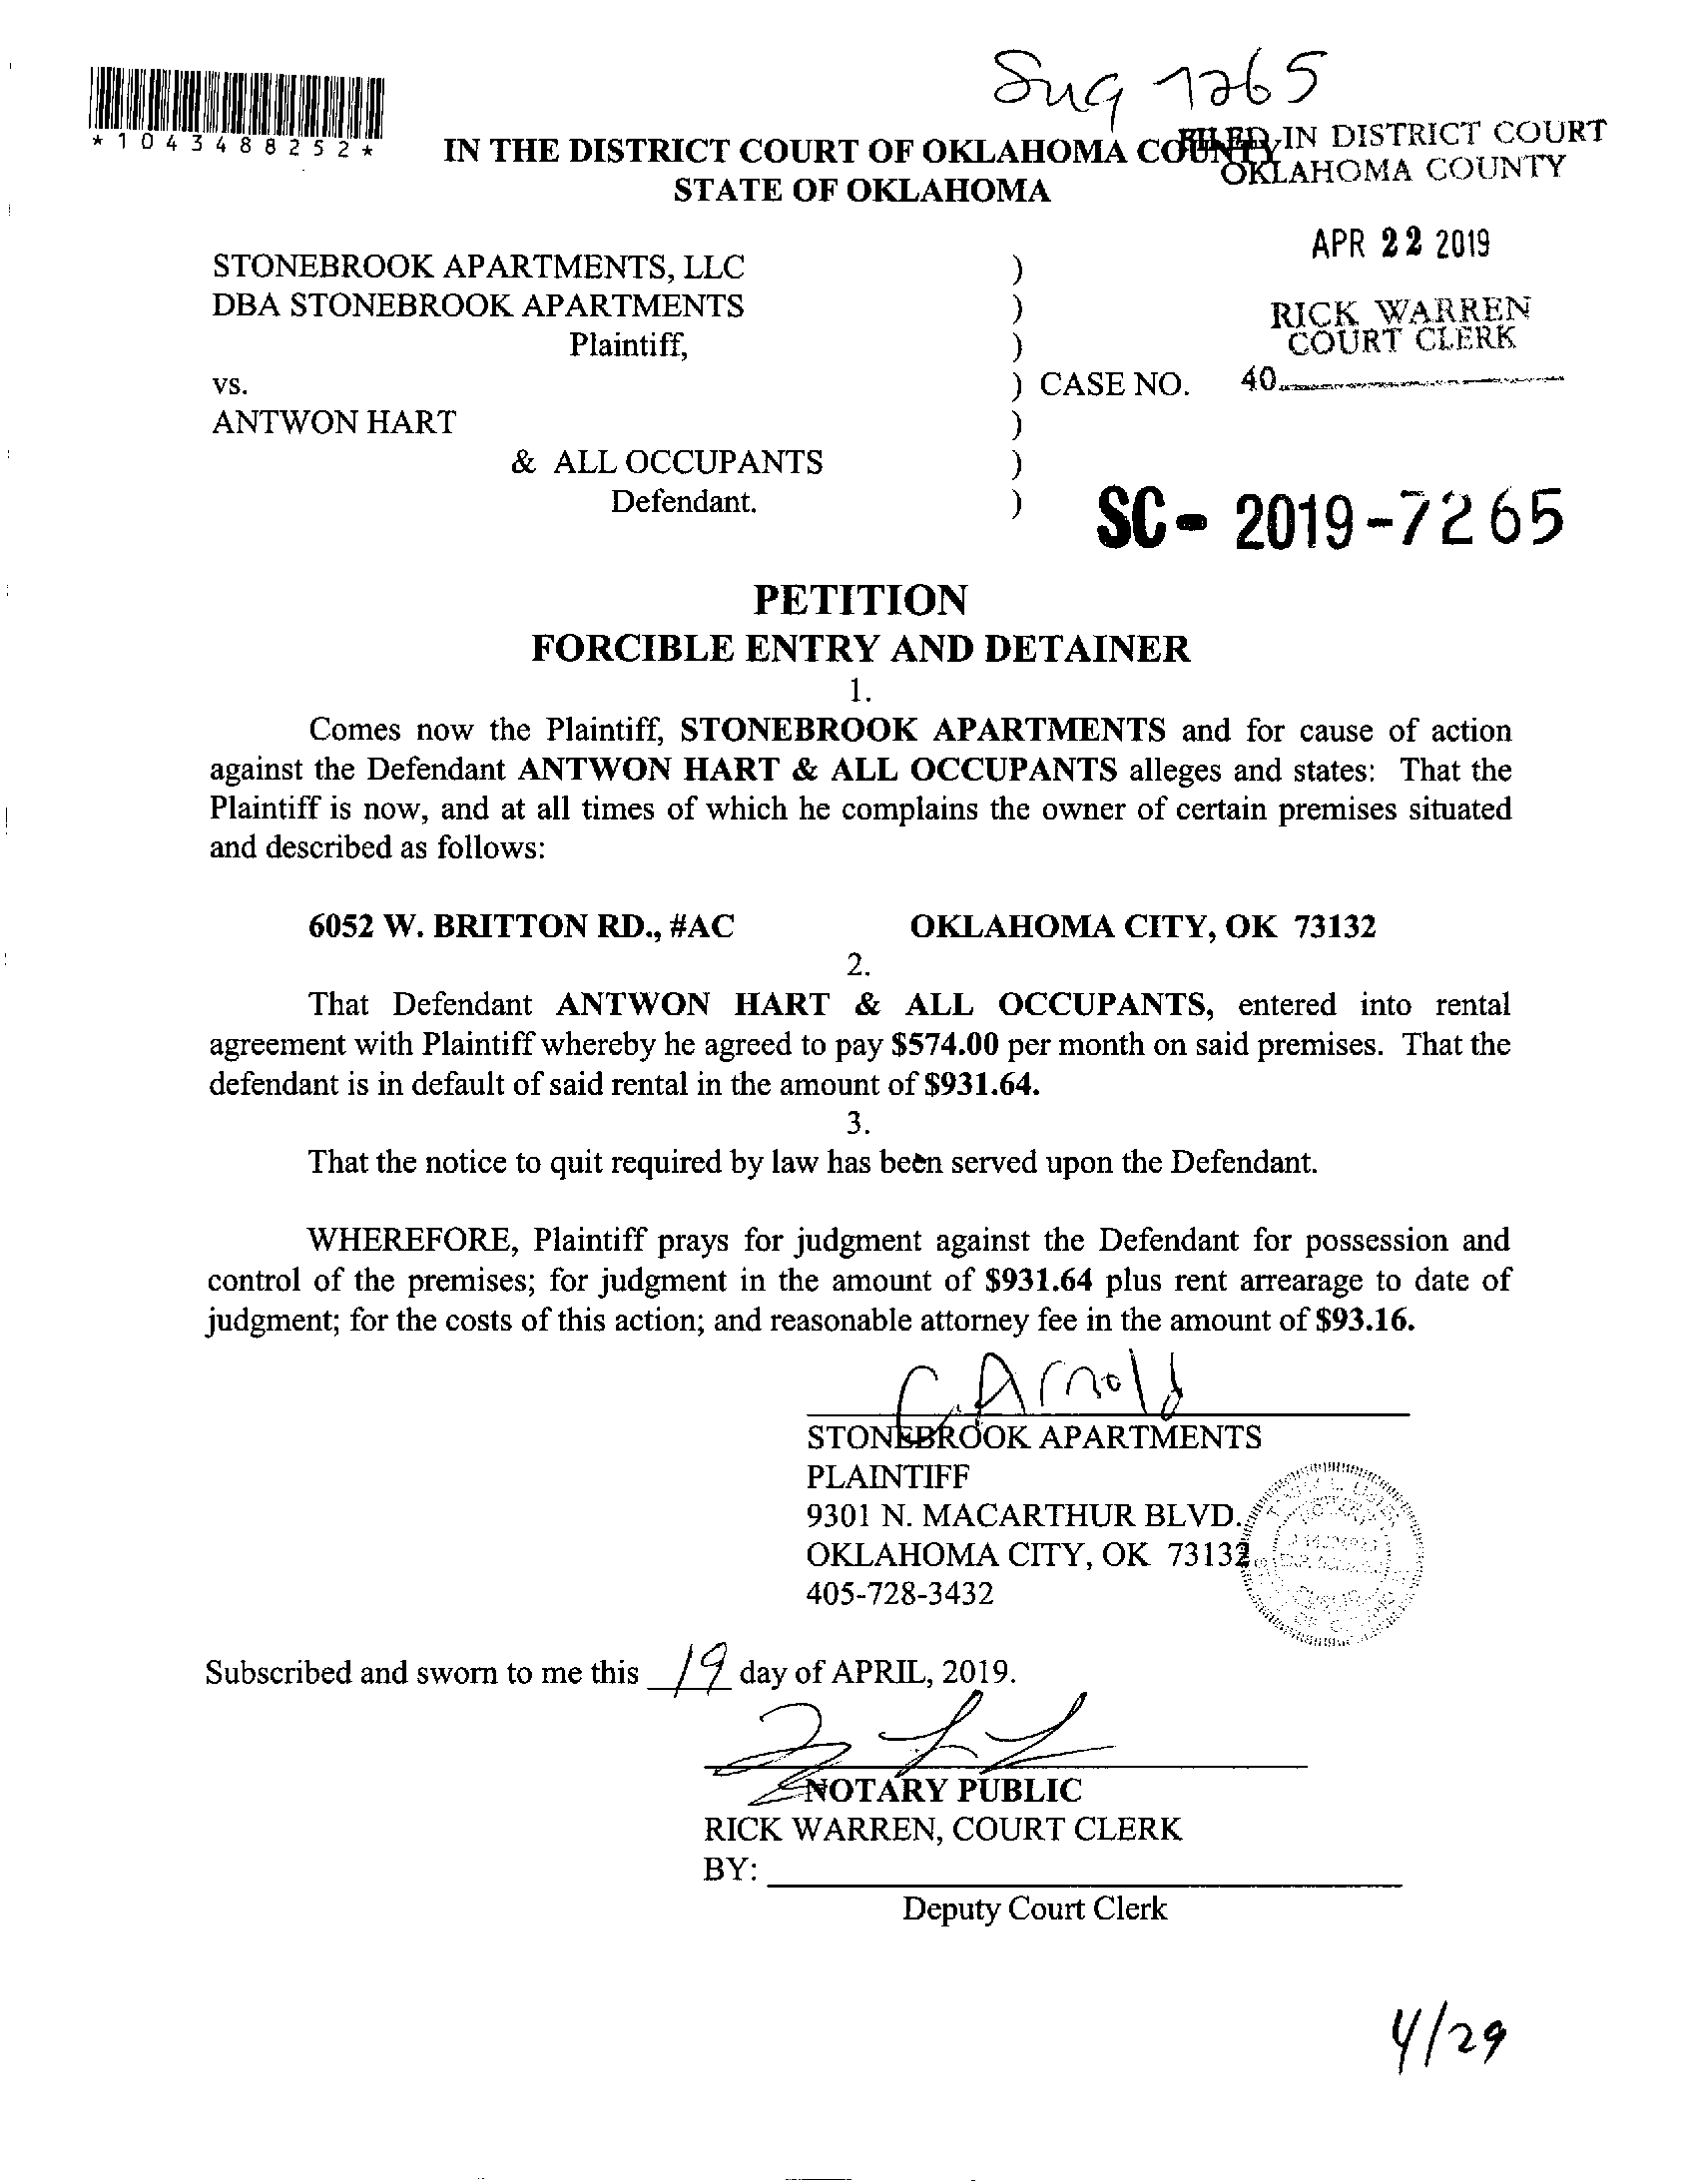 *1043488252*
7265
IN THE DISTRICT COURT OF OKLAHOMA COUNTY
STATE OF OKLAHOMA
FILED IN DISTRICT COURT
OKLAHOMA COUNTY
APR 22 2019
RICK WARREN
COURT CLERK
40
STONEBROOK APARTMENTS, LLC )
DBA STONEBROOK APARTMENTS )
Plaintiff, )
vs. ) CASE NO.
ANTWON HART )
& ALL OCCUPANTS )
Defendant. )
SC- 2019-7265
PETITION
FORCIBLE ENTRY AND DETAINER
1.
Comes now the Plaintiff, STONEBROOK APARTMENTS and for cause of action
against the Defendant ANTWON HART & ALL OCCUPANTS alleges and states: That the
Plaintiff is now, and at all times of which he complains the owner of certain premises situated
and described as follows:
6052 W. BRITTON RD., #AC OKLAHOMA CITY, OK 73132
2.
That Defendant ANTWON HART & ALL OCCUPANTS, entered into rental
agreement with Plaintiff whereby he agreed to pay $574.00 per month on said premises. That the
defendant is in default of said rental in the amount of $931.64.
3.
That the notice to quit required by law has been served upon the Defendant.
WHEREFORE, Plaintiff prays for judgment against the Defendant for possession and
control of the premises; for judgment in the amount of $931.64 plus rent arrearage to date of
judgment; for the costs of this action; and reasonable attorney fee in the amount of $93.16.
C. Arnold
STONEBROOK APARTMENTS
PLAINTIFF
9301 N. MACARTHUR BLVD.
OKLAHOMA CITY, OK 73132
405-728-3432
Subscribed and sworn to me this 19 day of APRIL, 2019.
NOTARY PUBLIC
RICK WARREN, COURT CLERK
BY:
Deputy Court Clerk
4/29